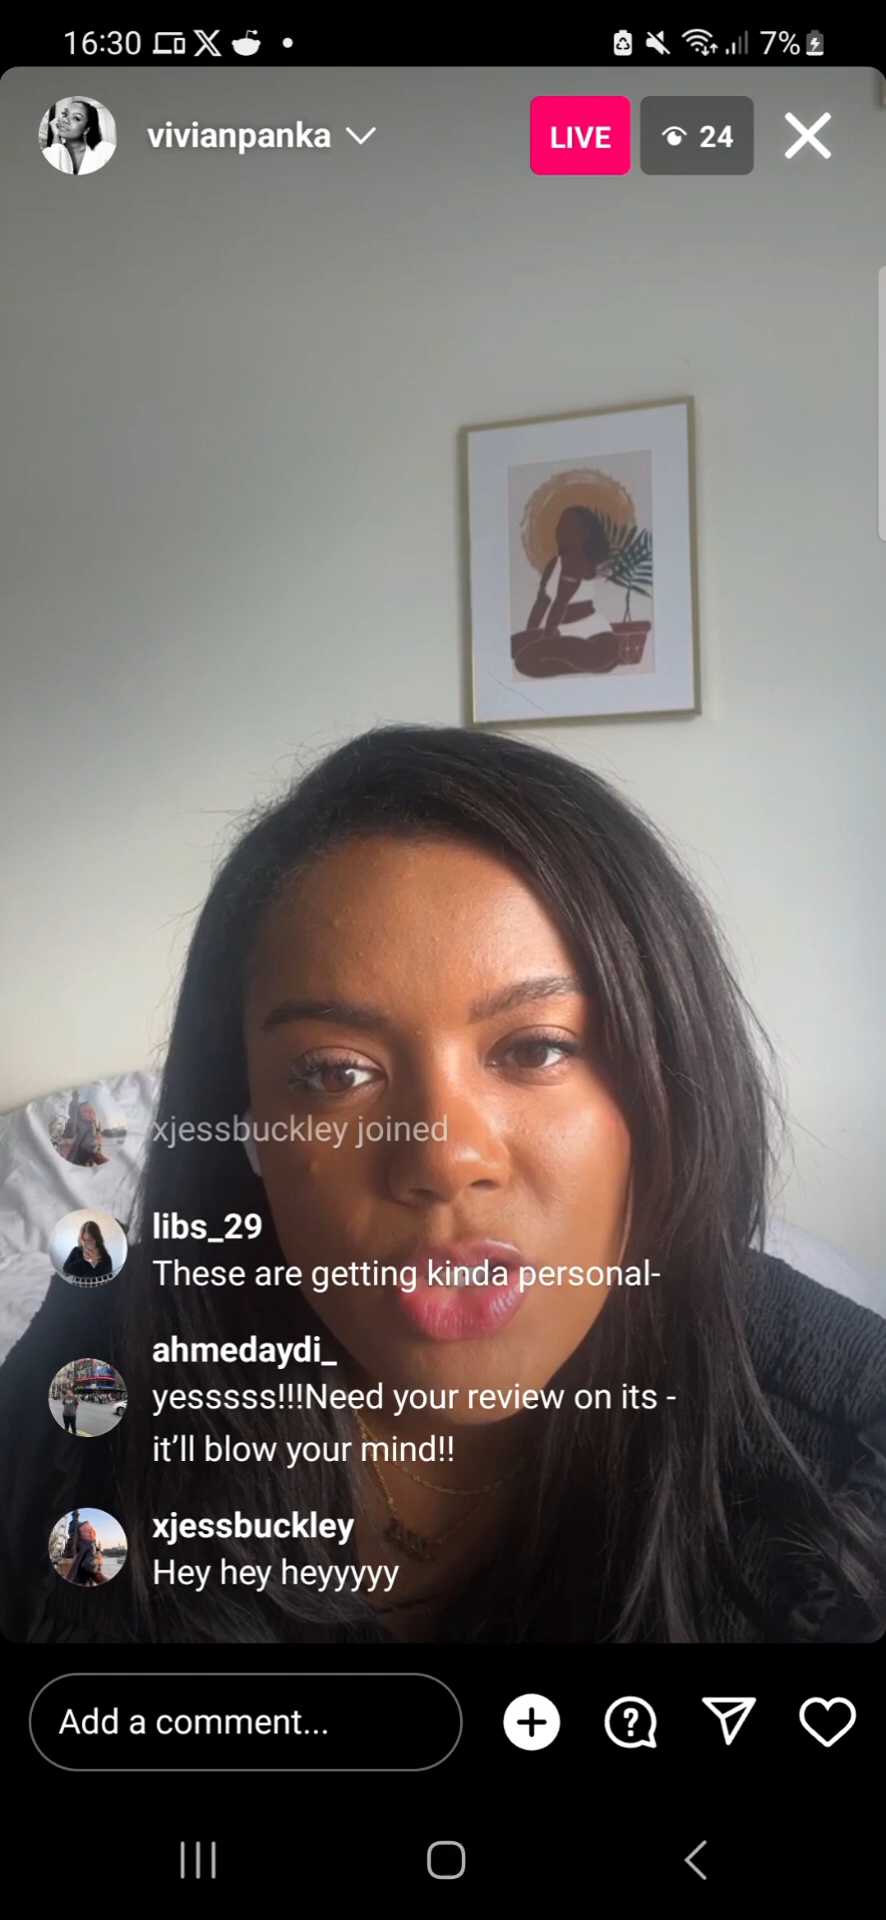 16:30
7%
vivianpanka
LIVE
24
xjessbuckley joined
libs_29
These are getting kinda personal-
ahmedaydi_
yesssss!!!Need your review on its -
it’ll blow your mind!!
xjessbuckley
Hey hey heyyyyy
Add a comment...